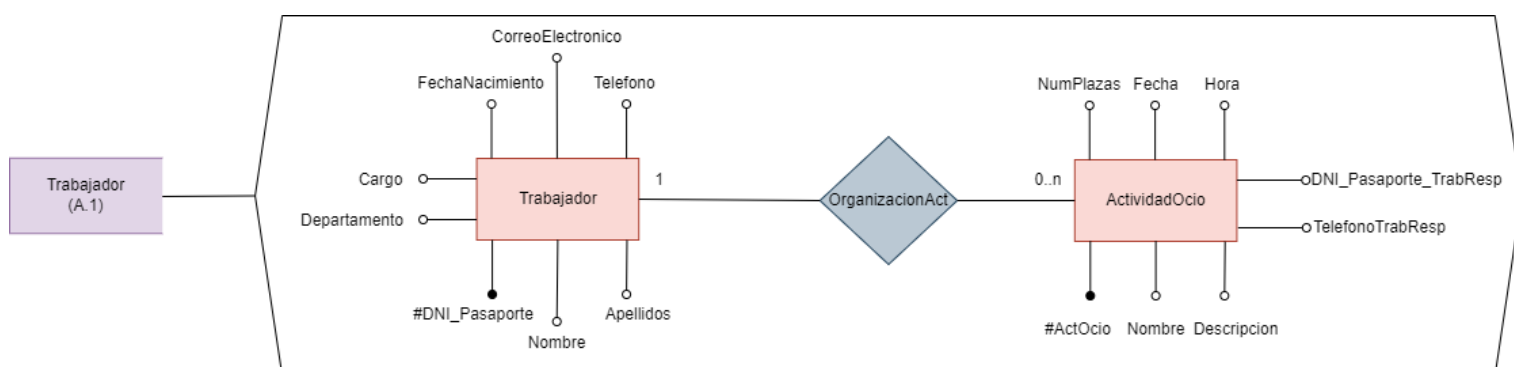 CorreoElectronico
FechaNacimiento
Telefono
NumPlazas
Fecha
Hora
Trabajador
(A.1)
Cargo
Departamento
Trabajador
1
OrganizacionAct
0..n
ActividadOcio
DNI_Pasaporte_TrabResp
TelefonoTrabResp
#DNI_Pasaporte
Nombre
Apellidos
#ActOcio
Nombre
Descripcion